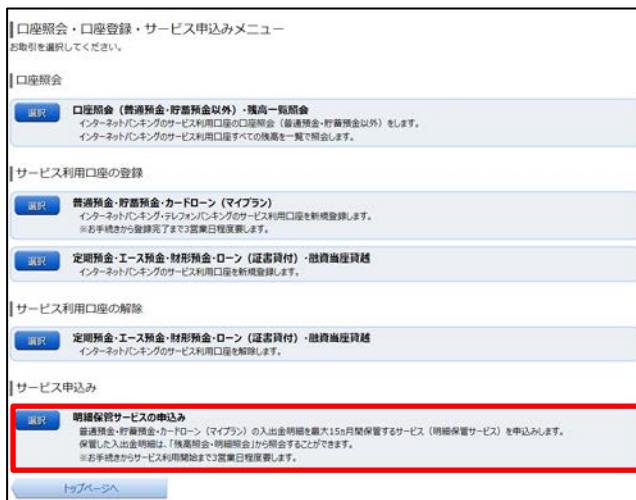 口座照会・口座登録・サービス申込みメニュー
お取引を選択してください。
口座照会
選択
口座照会（普通預金・貯蓄預金以外）・残高一覧照会
インターネットバンキングのサービス利用口座の口座照会（普通預金・貯蓄預金以外）をします。
インターネットバンキングのサービス利用口座すべての残高を一覧で照会します。
サービス利用口座の登録
選択
普通預金・貯蓄預金・カードローン（マイプラン）
インターネットバンキング・テレフォンバンキングのサービス利用口座を新規登録します。
※お手続きから登録完了まで3営業日程度要します。
選択
定期預金・エース預金・財形預金・ローン（証書貸付）・融資当座貸越
インターネットバンキングのサービス利用口座を新規登録します。
サービス利用口座の解除
選択
定期預金・エース預金・財形預金・ローン（証書貸付）・融資当座貸越
インターネットバンキングのサービス利用口座を解除します。
サービス申込み
選択
明細保管サービスの申込み
普通預金・貯蓄預金・カードローン（マイプラン）の入出金明細を最大15ヵ月間保管するサービス（明細保管サービス）を申込みします。
保管した入出金明細は、「残高照会・明細照会」から照会することができます。
※お手続きからサービス利用開始まで3営業日程度要します。
トップページへ